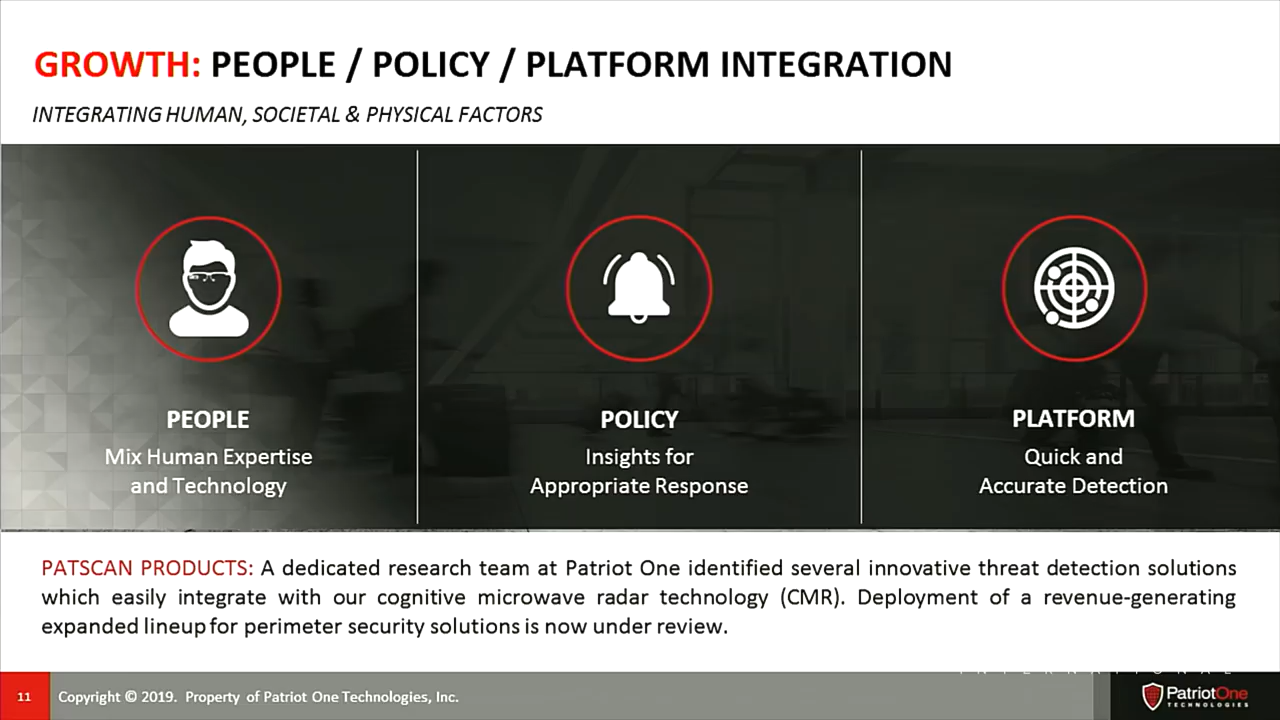 GROWTH: PEOPLE / POLICY / PLATFORM INTEGRATION
INTEGRATING HUMAN, SOCIETAL & PHYSICAL FACTORS
PEOPLE
Mix Human Expertise
and Technology
POLICY
Insights for
Appropriate Response
PLATFORM
Quick and
Accurate Detection
PATSCAN PRODUCTS: A dedicated research team at Patriot One identified several innovative threat detection solutions
which easily integrate with our cognitive microwave radar technology (CMR). Deployment of a revenue-generating
expanded lineup for perimeter security solutions is now under review.
INTERNATIONAL
11 Copyright © 2019. Property of Patriot One Technologies, Inc.
PatriotOne
TECHNOLOGIES